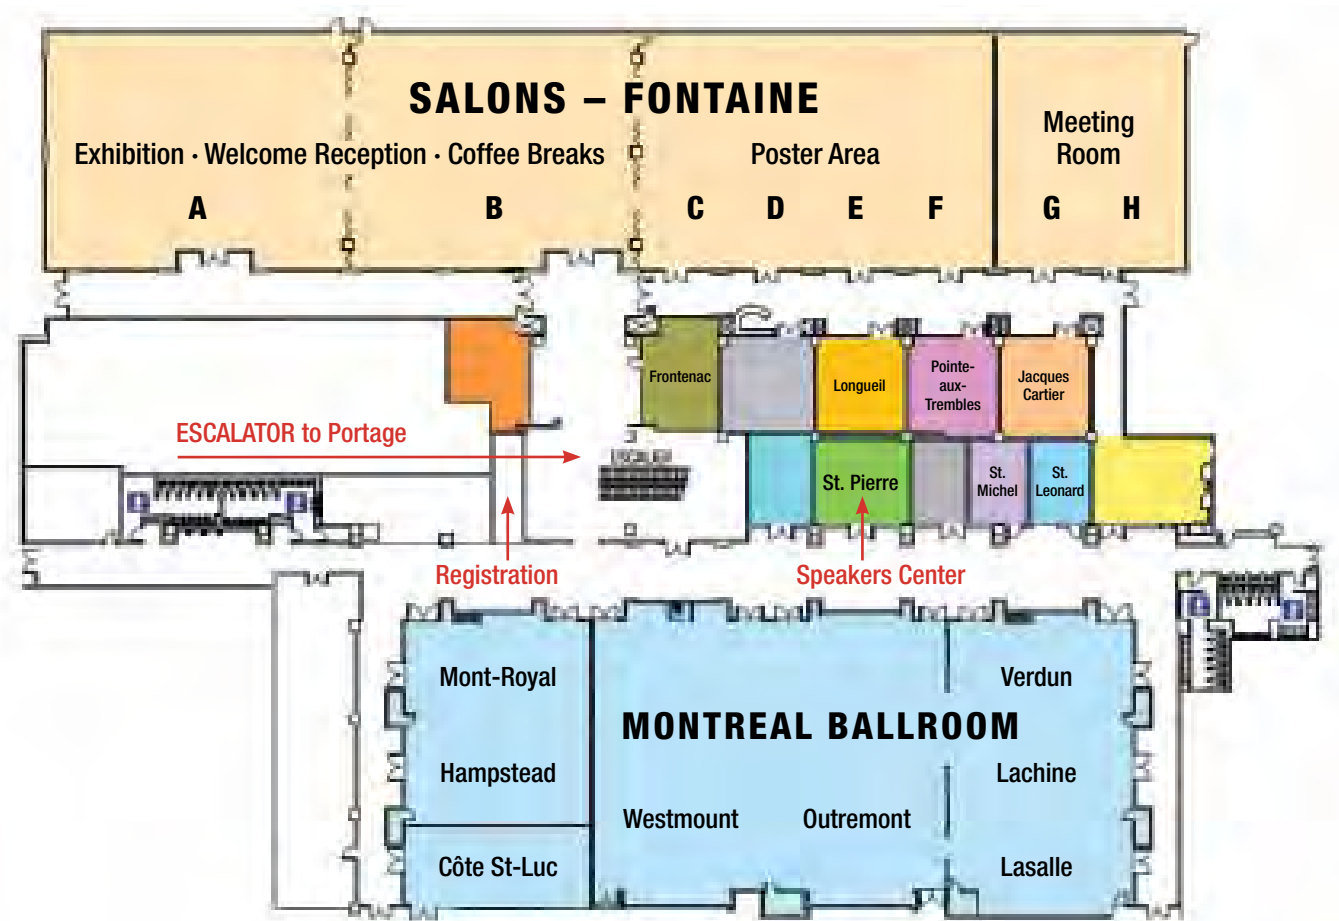 SALONS – FONTAINE
Exhibition · Welcome Reception · Coffee Breaks
Poster Area
Meeting
Room
A
B
C
D
E
F
G
H
Frontenac
Longueil
Pointe-
aux-
Trembles
Jacques
Cartier
ESCALATOR to Portage
ESCALIER
St. Pierre
St.
Michel
St.
Leonard
Registration
Speakers Center
Mont-Royal
Verdun
MONTREAL BALLROOM
Hampstead
Lachine
Westmount
Outremont
Côte St-Luc
Lasalle